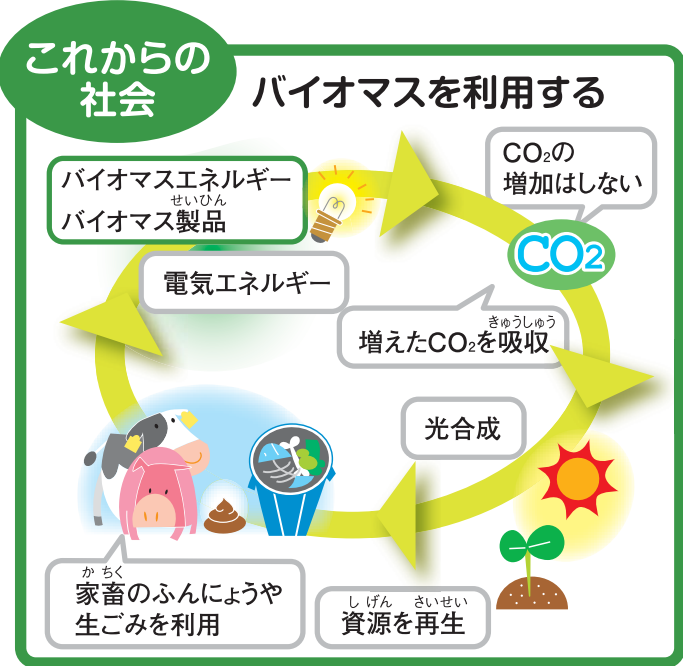 これからの
社会
バイオマスを利用する
CO₂の
増加はしない
バイオマスエネルギー
せいひん
バイオマス製品
CO₂
電気エネルギー
きゅうしゅう
増えたCO₂を吸収
光合成
か ちく
家畜のふんにょうや
生ごみを利用
し げん さいせい
資源を再生